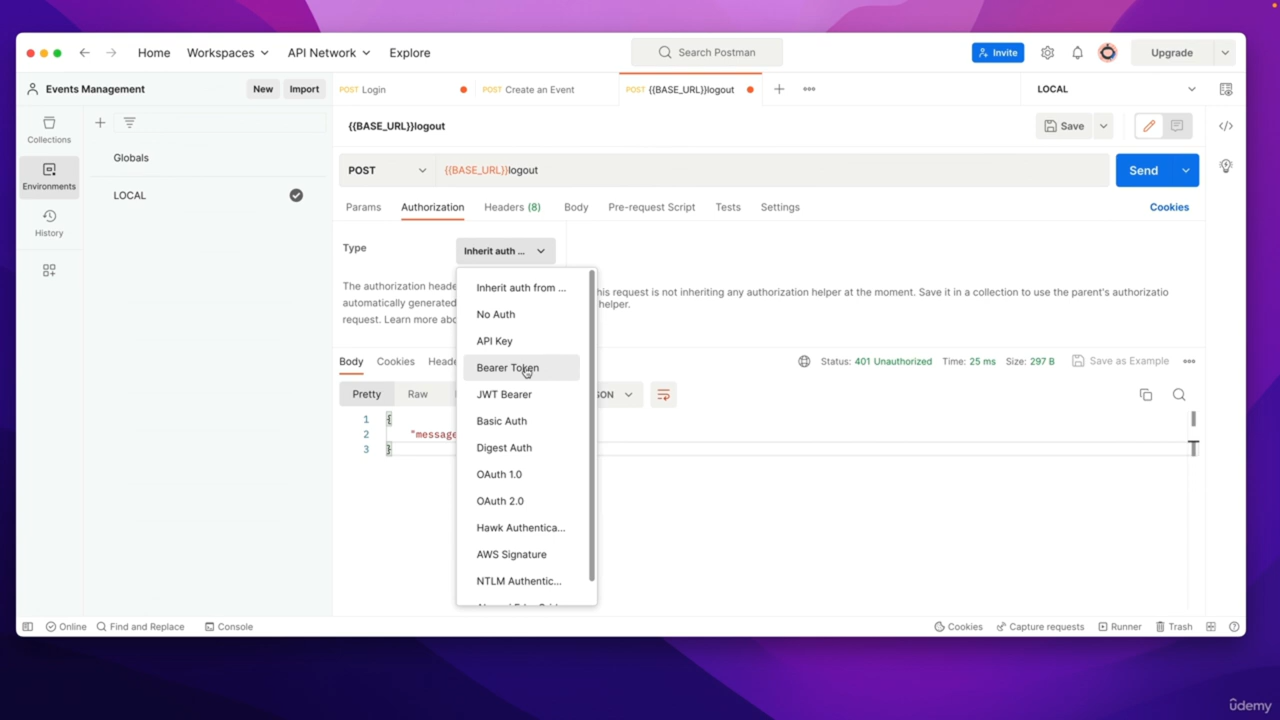 Home Workspaces API Network Explore Search Postman Invite Upgrade
Events Management New Import POST Login POST Create an Event POST {{BASE_URL}}logout LOCAL
Collections
Globals
{{BASE_URL}}logout Save
Environments
LOCAL
POST {{BASE_URL}}logout Send
History
Params Authorization Headers (8) Body Pre-request Script Tests Settings Cookies
Type Inherit auth ...
The authorization heade
automatically generated
request. Learn more abo
his request is not inheriting any authorization helper at the moment. Save it in a collection to use the parent's authorizatio
helper.
Inherit auth from ...
No Auth
API Key
Bearer Token
JWT Bearer
Basic Auth
Digest Auth
OAuth 1.0
OAuth 2.0
Hawk Authentica...
AWS Signature
NTLM Authentic...
Body Cookies Heade Status: 401 Unauthorized Time: 25 ms Size: 297 B Save as Example
Pretty Raw ON
1 {
2 "message
3 }
Online Find and Replace Console Cookies Capture requests Runner Trash
ûdemy